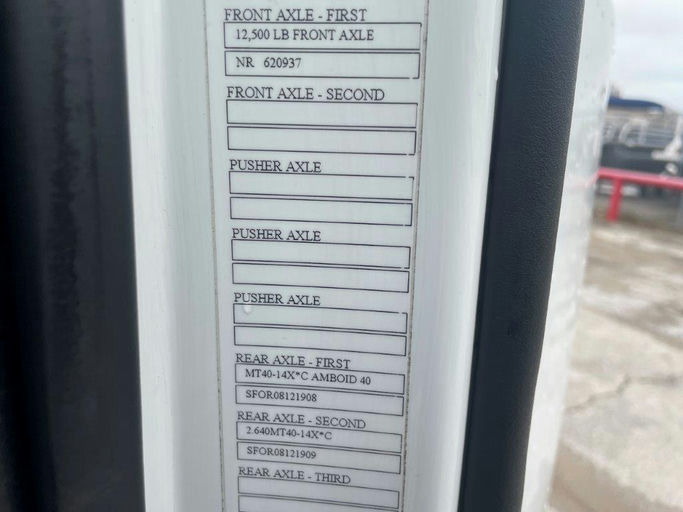 FRONT AXLE - FIRST
12,500 LB FRONT AXLE
NR 620937
FRONT AXLE - SECOND
PUSHER AXLE
PUSHER AXLE
PUSHER AXLE
REAR AXLE - FIRST
MT40-14X*C AMBOID 40
SFOR08121908
REAR AXLE - SECOND
2.640MT40-14X*C
SFOR08121909
REAR AXLE - THIRD